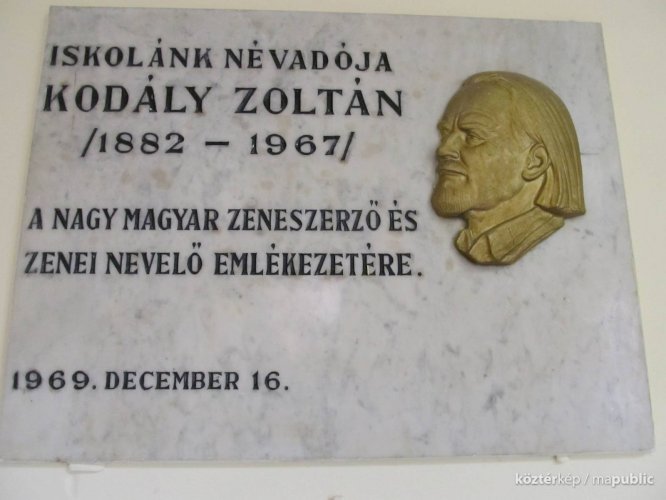 ISKOLÁNK NÉVADÓJA
KODÁLY ZOLTÁN
/1882 – 1967/
A NAGY MAGYAR ZENESZERZŐ ÉS
ZENEI NEVELŐ EMLÉKEZETÉRE.
1969. DECEMBER 16.
köztérkép / mapublic